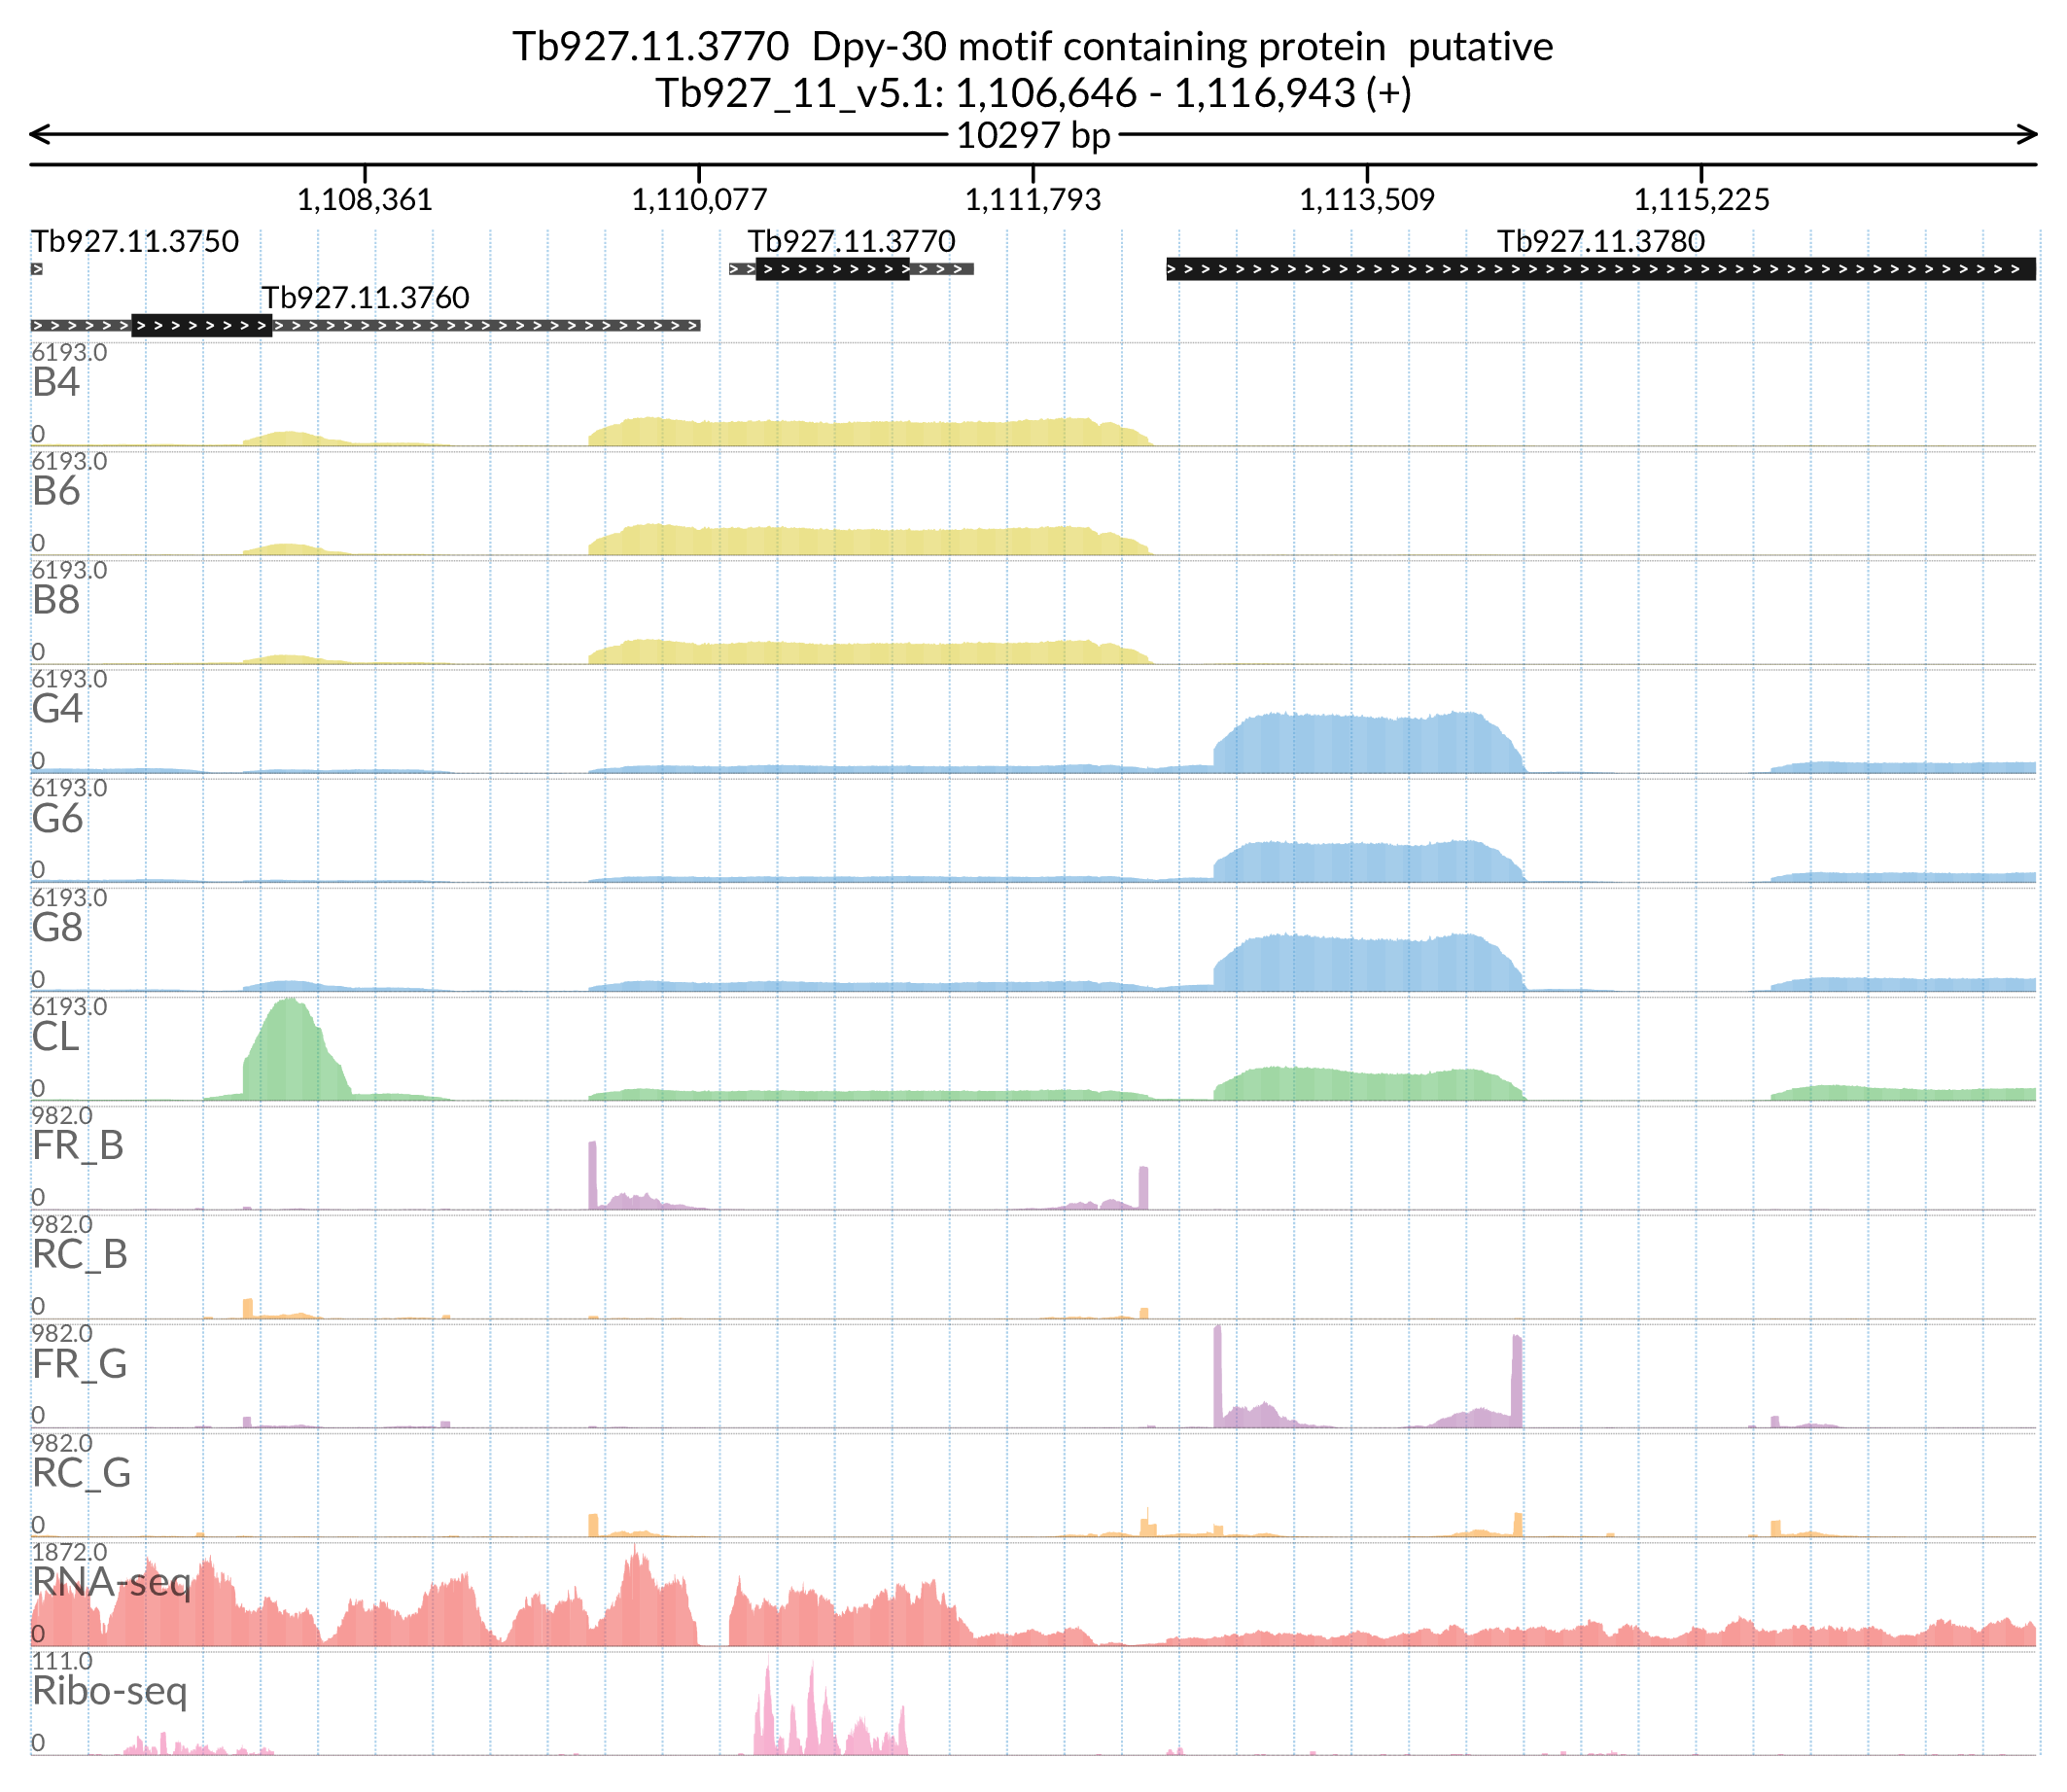 Tb927.11.3770  Dpy-30 motif containing protein  putative
Tb927_11_v5.1: 1,106,646 - 1,116,943 (+)
10297 bp
1,108,361 1,110,077 1,111,793 1,113,509 1,115,225
Tb927.11.3750 Tb927.11.3770 Tb927.11.3780
Tb927.11.3760
6193.0
B4
0
6193.0
B6
0
6193.0
B8
0
6193.0
G4
0
6193.0
G6
0
6193.0
G8
0
6193.0
CL
0
982.0
FR_B
0
982.0
RC_B
0
982.0
FR_G
0
982.0
RC_G
0
1872.0
RNA-seq
0
111.0
Ribo-seq
0